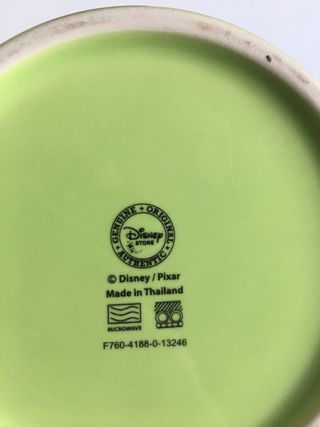 GENUINE • ORIGINAL • AUTHENTIC
Disney
STORE
© Disney / Pixar
Made in Thailand
MICROWAVE
F760-4188-0-13246